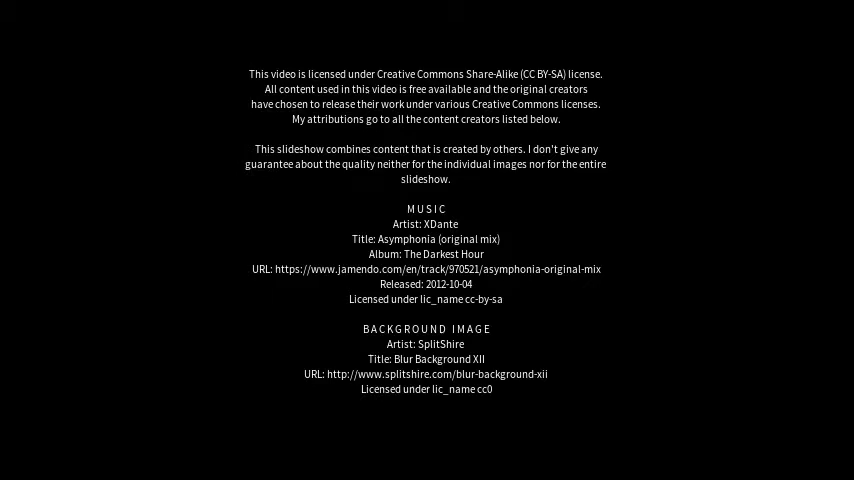 This video is licensed under Creative Commons Share-Alike (CC BY-SA) license.
All content used in this video is free available and the original creators
have chosen to release their work under various Creative Commons licenses.
My attributions go to all the content creators listed below.
This slideshow combines content that is created by others. I don't give any
guarantee about the quality neither for the individual images nor for the entire
slideshow.
MUSIC
Artist: XDante
Title: Asymphonia (original mix)
Album: The Darkest Hour
URL: https://www.jamendo.com/en/track/970521/asymphonia-original-mix
Released: 2012-10-04
Licensed under lic_name cc-by-sa
BACKGROUND IMAGE
Artist: SplitShire
Title: Blur Background XII
URL: http://www.splitshire.com/blur-background-xii
Licensed under lic_name cc0